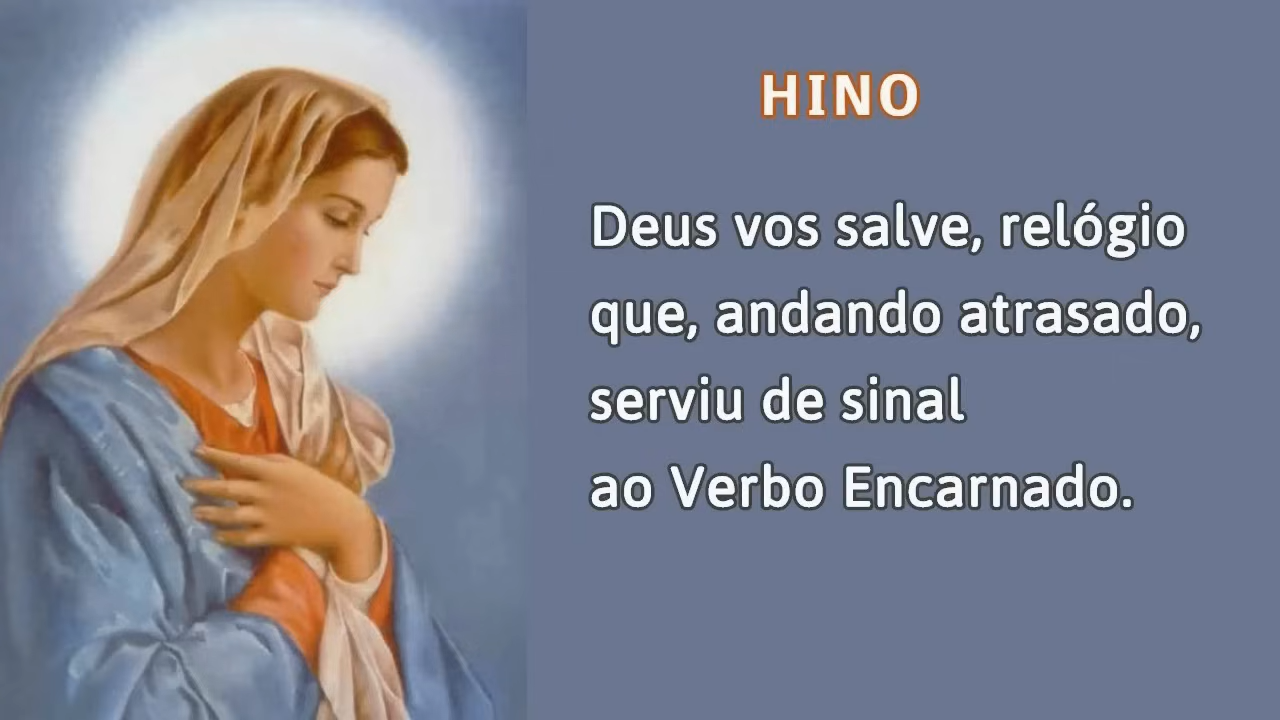 HINO
Deus vos salve, relógio
que, andando atrasado,
serviu de sinal
ao Verbo Encarnado.